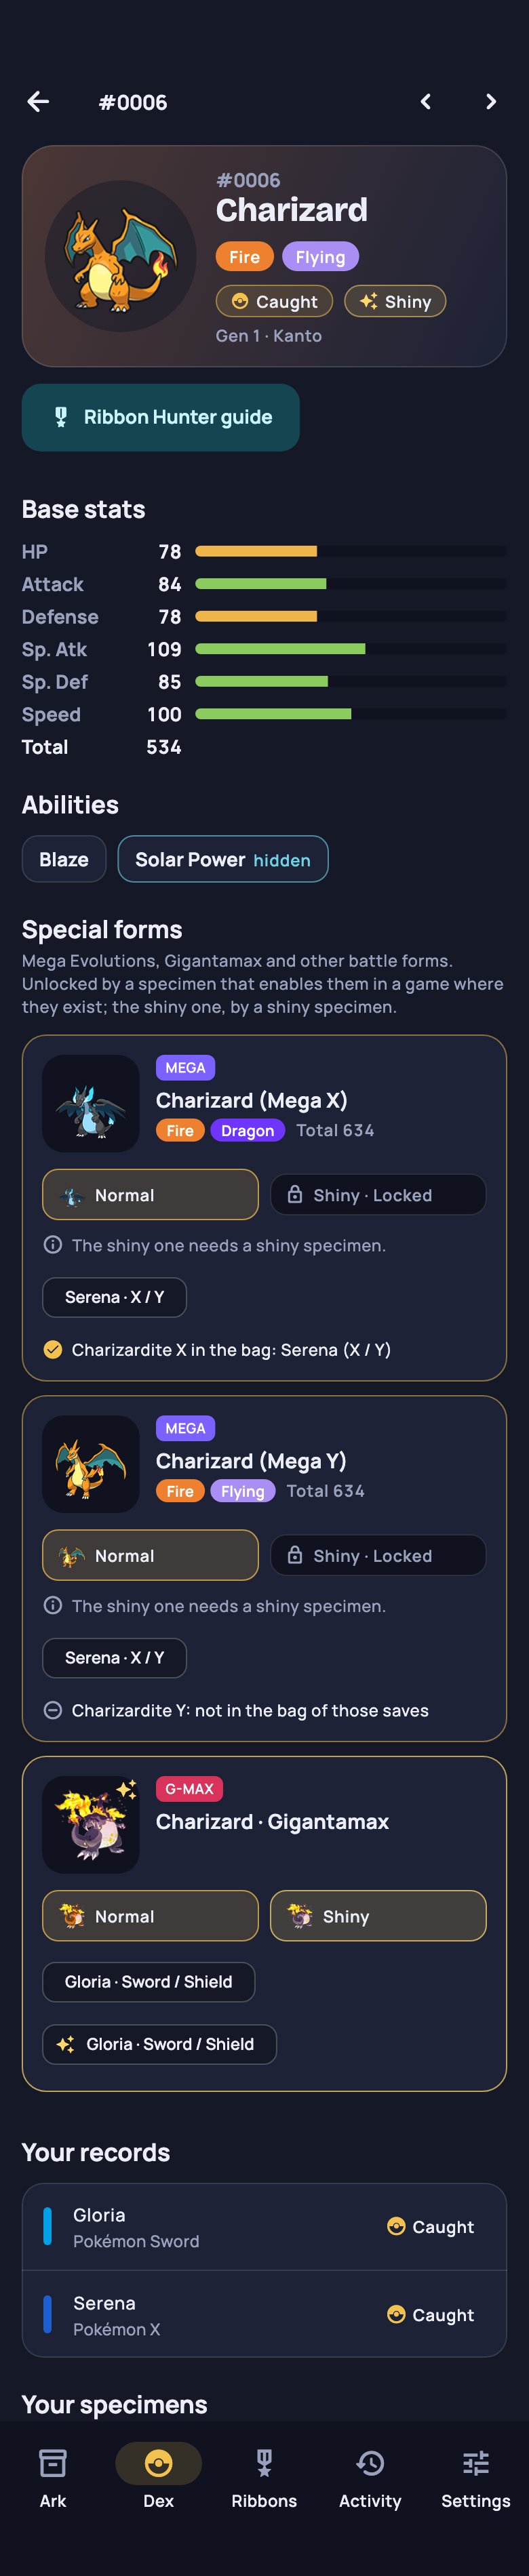 #0006
#0006
Charizard
Fire Flying
Caught Shiny
Gen 1 · Kanto
Ribbon Hunter guide
Base stats
HP 78
Attack 84
Defense 78
Sp. Atk 109
Sp. Def 85
Speed 100
Total 534
Abilities
Blaze Solar Power hidden
Special forms
Mega Evolutions, Gigantamax and other battle forms.
Unlocked by a specimen that enables them in a game where
they exist; the shiny one, by a shiny specimen.
MEGA
Charizard (Mega X)
Fire Dragon Total 634
Normal Shiny · Locked
The shiny one needs a shiny specimen.
Serena · X / Y
Charizardite X in the bag: Serena (X / Y)
MEGA
Charizard (Mega Y)
Fire Flying Total 634
Normal Shiny · Locked
The shiny one needs a shiny specimen.
Serena · X / Y
Charizardite Y: not in the bag of those saves
G-MAX
Charizard · Gigantamax
Normal Shiny
Gloria · Sword / Shield
Gloria · Sword / Shield
Your records
Gloria
Pokémon Sword
Caught
Serena
Pokémon X
Caught
Your specimens
Ark Dex Ribbons Activity Settings